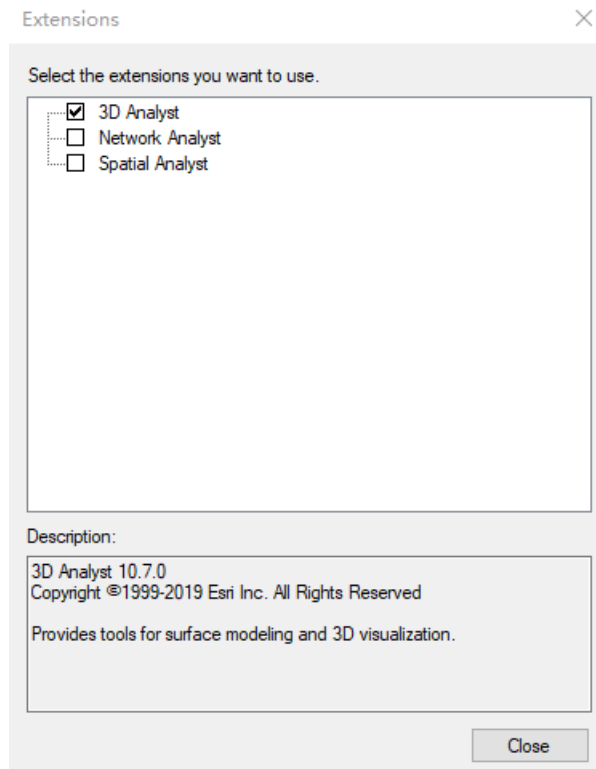 Extensions
Select the extensions you want to use.
3D Analyst
Network Analyst
Spatial Analyst
Description:
3D Analyst 10.7.0
Copyright ©1999-2019 Esri Inc. All Rights Reserved
Provides tools for surface modeling and 3D visualization.
Close